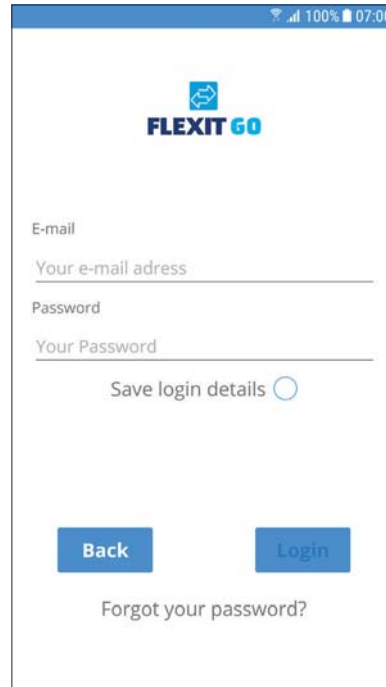 100% 07:00
FLEXIT GO
E-mail
Your e-mail adress
Password
Your Password
Save login details
Back
Login
Forgot your password?